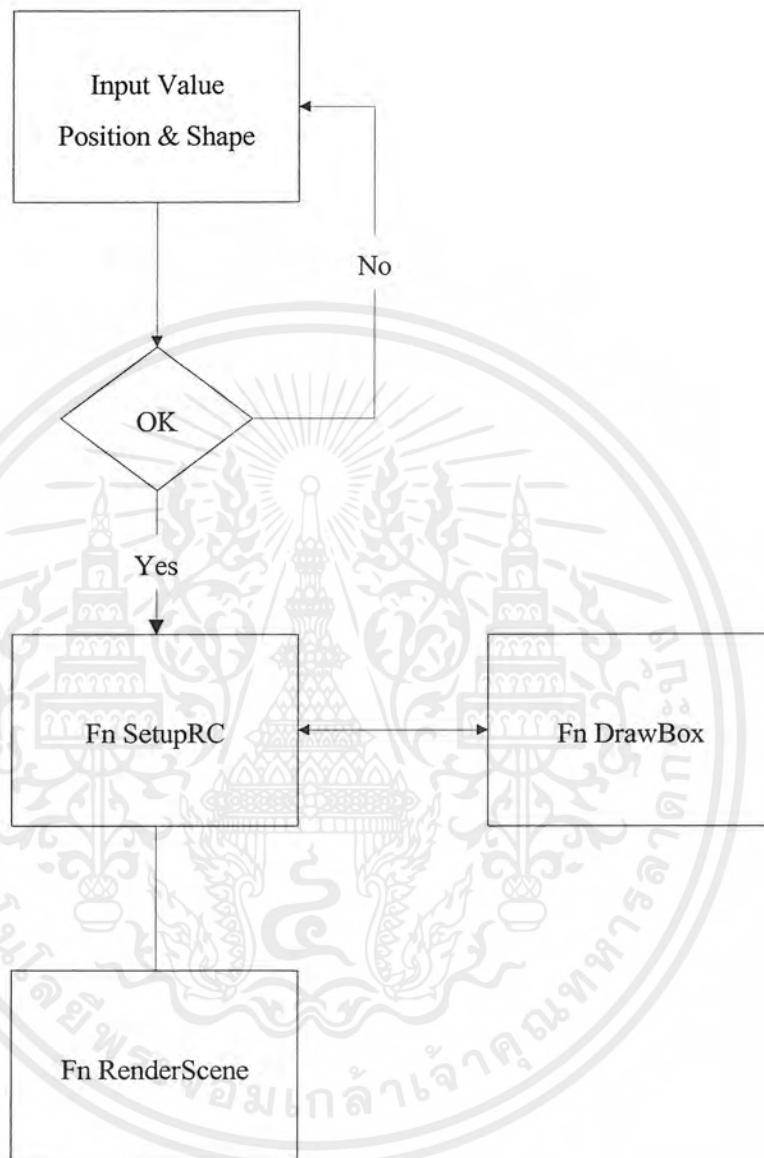 Input Value
Position & Shape
No
OK
Yes
Fn SetupRC
Fn DrawBox
Fn RenderScene